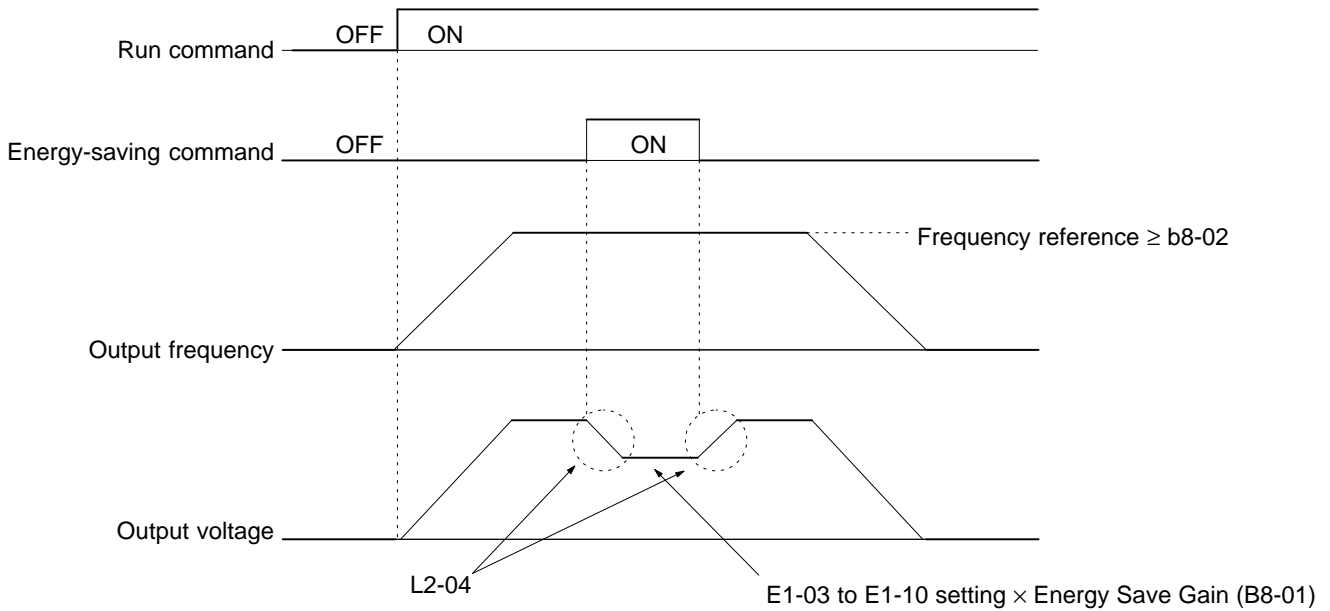 OFF ON
Run command
OFF ON
Energy-saving command
Frequency reference ≥ b8-02
Output frequency
Output voltage
L2-04
E1-03 to E1-10 setting × Energy Save Gain (B8-01)